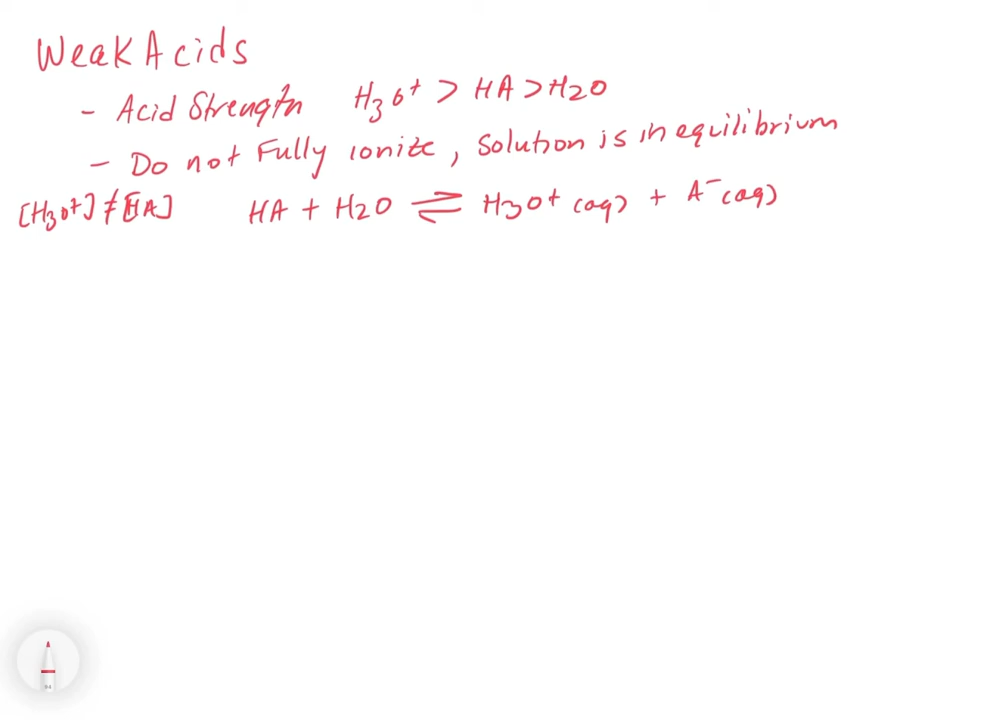 Weak Acids
- Acid Strength H3O+ > HA > H2O
- Do not Fully ionize, Solution is in equilibrium
[H3O+] ≠ [HA] HA + H2O ⇌ H3O+ (aq) + A- (aq)